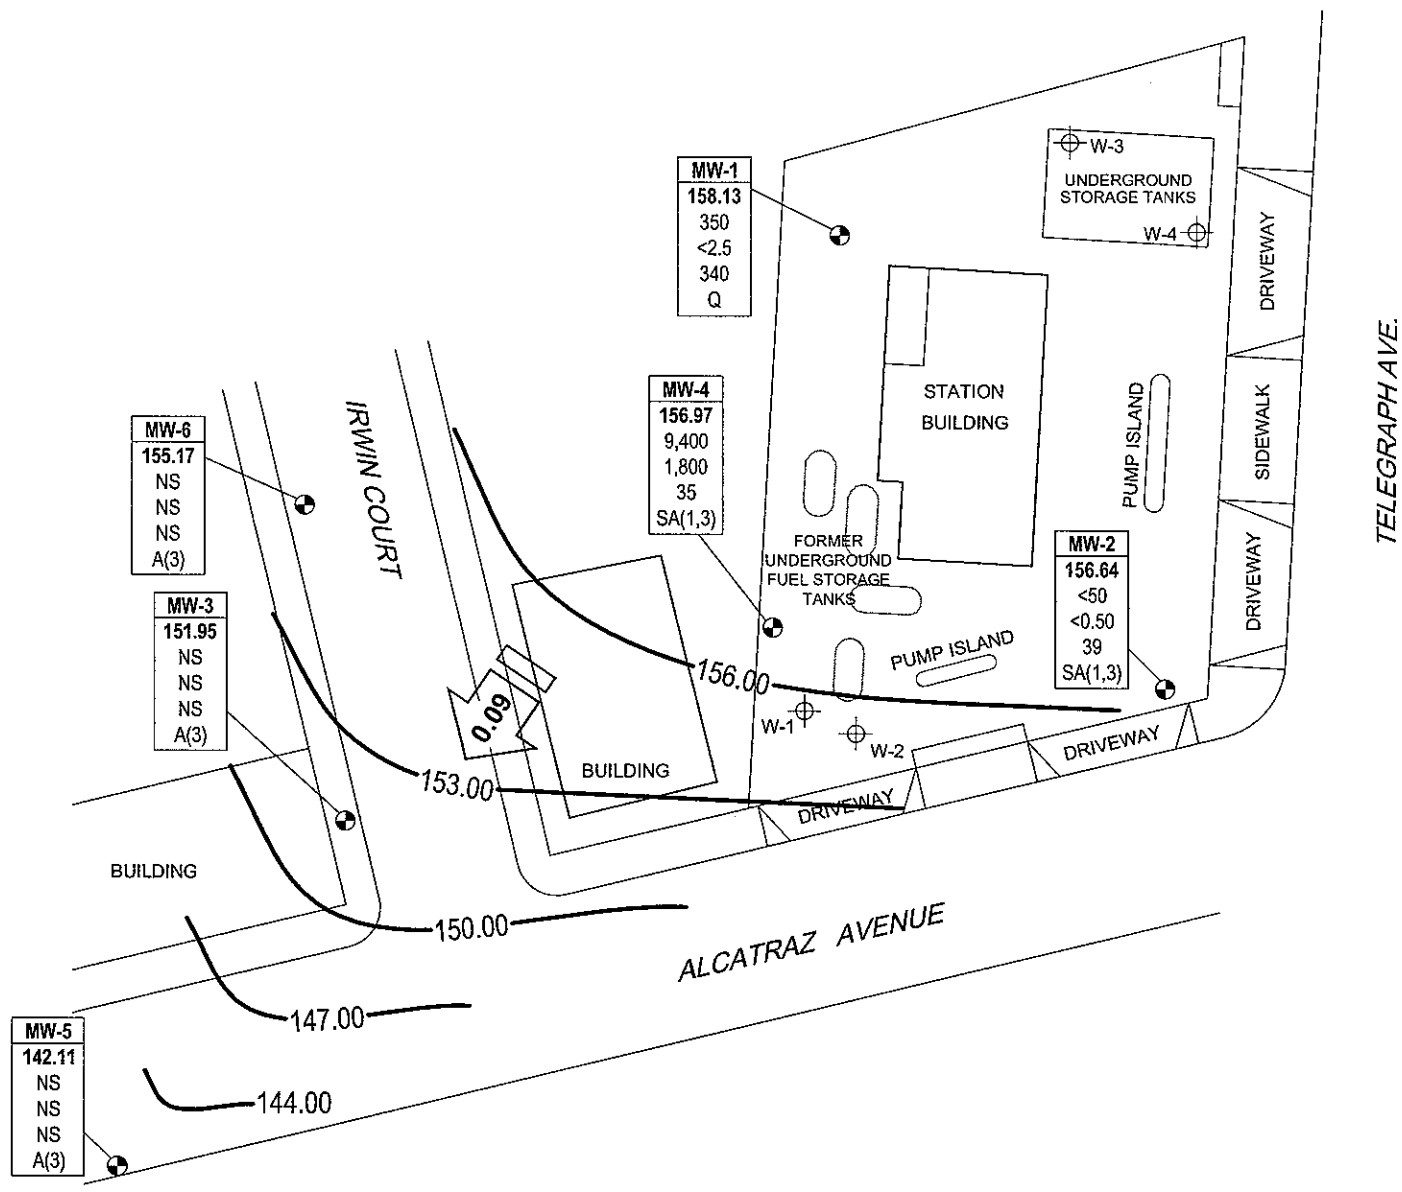 W-3
UNDERGROUND
STORAGE TANKS
W-4
DRIVEWAY
MW-1
158.13
350
<2.5
340
Q
TELEGRAPH AVE.
STATION
BUILDING
PUMP ISLAND
SIDEWALK
MW-4
156.97
9,400
1,800
35
SA(1,3)
IRWIN COURT
MW-6
155.17
NS
NS
NS
A(3)
FORMER
UNDERGROUND
FUEL STORAGE
TANKS
MW-2
156.64
<50
<0.50
39
SA(1,3)
DRIVEWAY
MW-3
151.95
NS
NS
NS
A(3)
PUMP ISLAND
156.00
0.09
W-1
W-2
DRIVEWAY
BUILDING
153.00
DRIVEWAY
BUILDING
150.00
ALCATRAZ AVENUE
147.00
MW-5
142.11
NS
NS
NS
A(3)
144.00